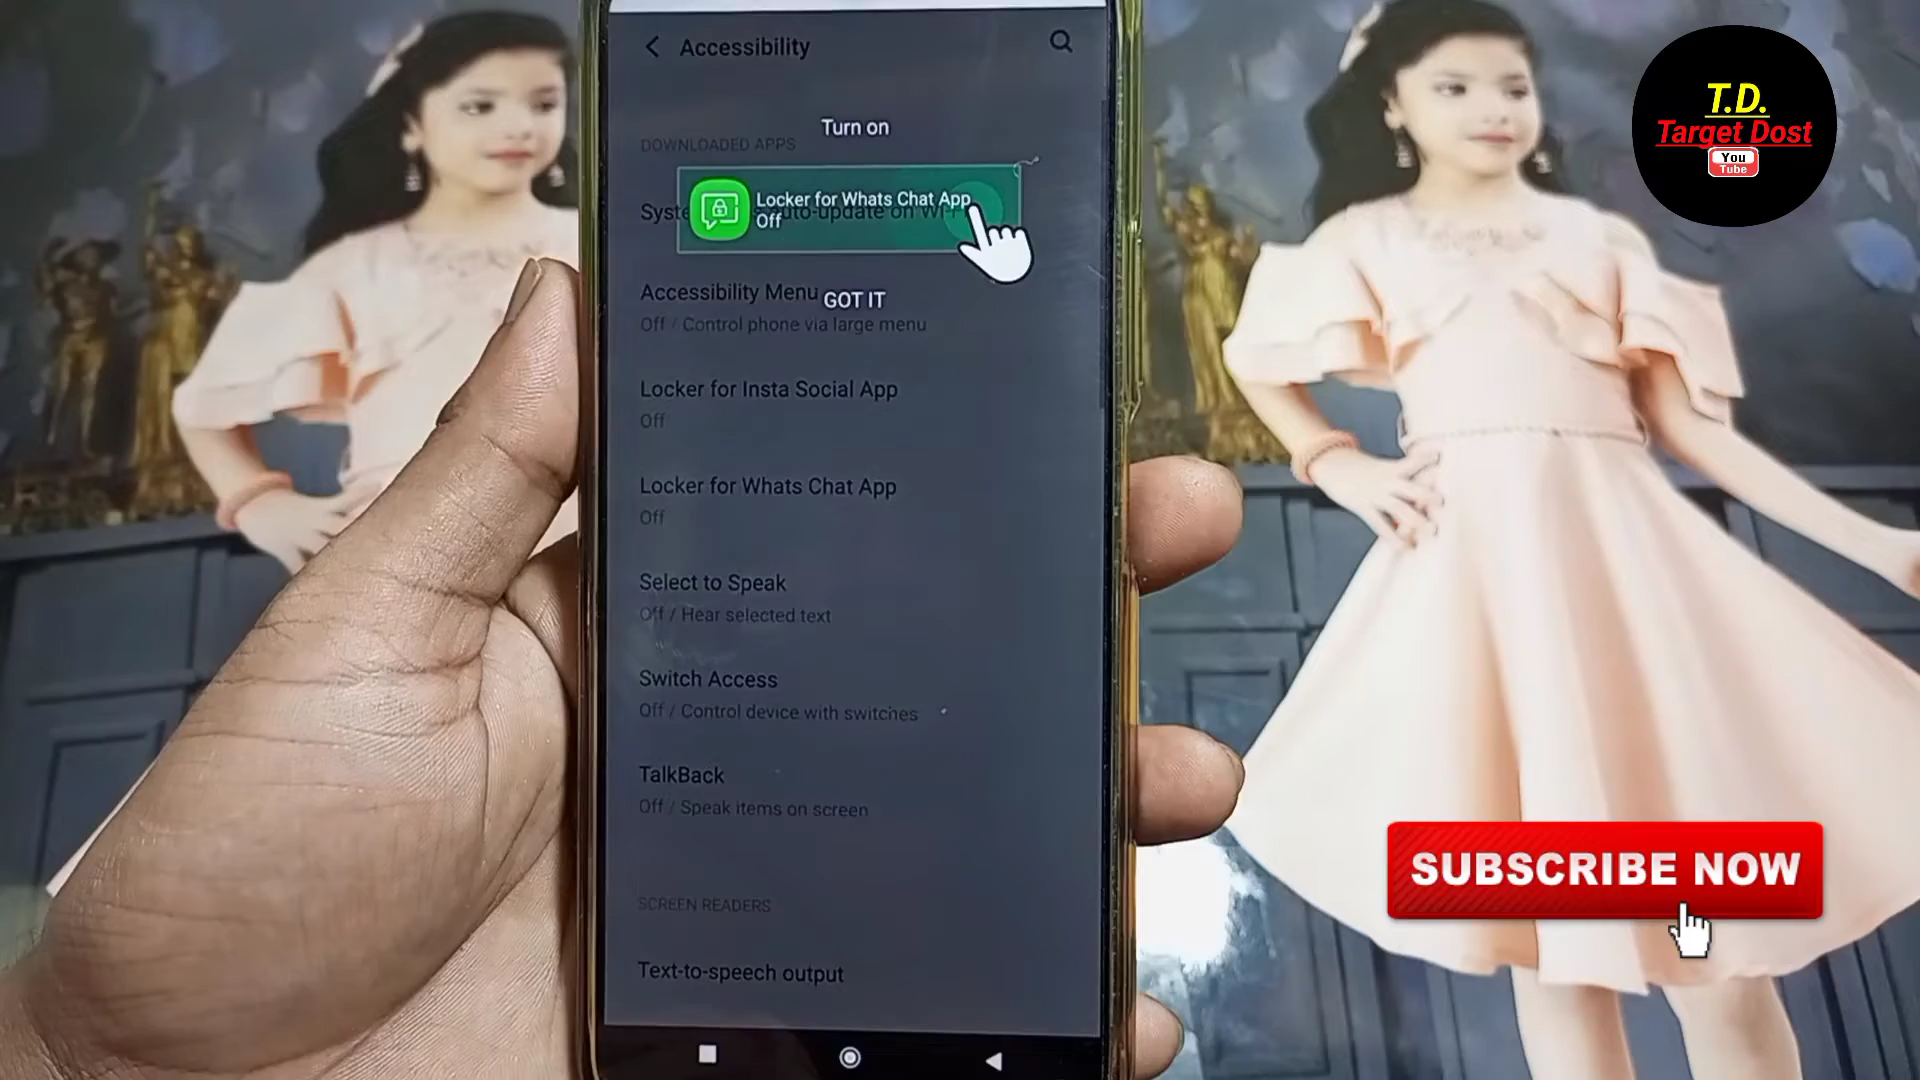 Accessibility
Turn on
DOWNLOADED APPS
Locker for Whats Chat App
Off
Accessibility Menu
GOT IT
Off / Control phone via large menu
Locker for Insta Social App
Off
Locker for Whats Chat App
Off
Select to Speak
Off / Hear selected text
Switch Access
Off / Control device with switches
TalkBack
Off / Speak items on screen
SCREEN READERS
Text-to-speech output
T.D.
Target Dost
You
Tube
SUBSCRIBE NOW